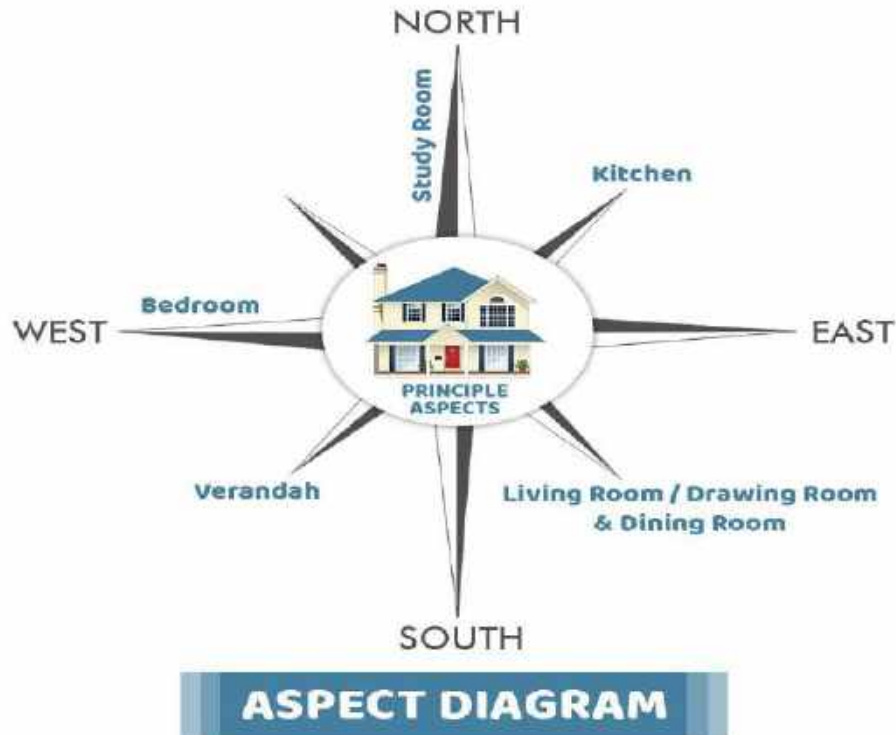 NORTH
Study Room
Kitchen
Bedroom
WEST
EAST
PRINCIPLE
ASPECTS
Verandah
Living Room / Drawing Room
& Dining Room
SOUTH
ASPECT DIAGRAM